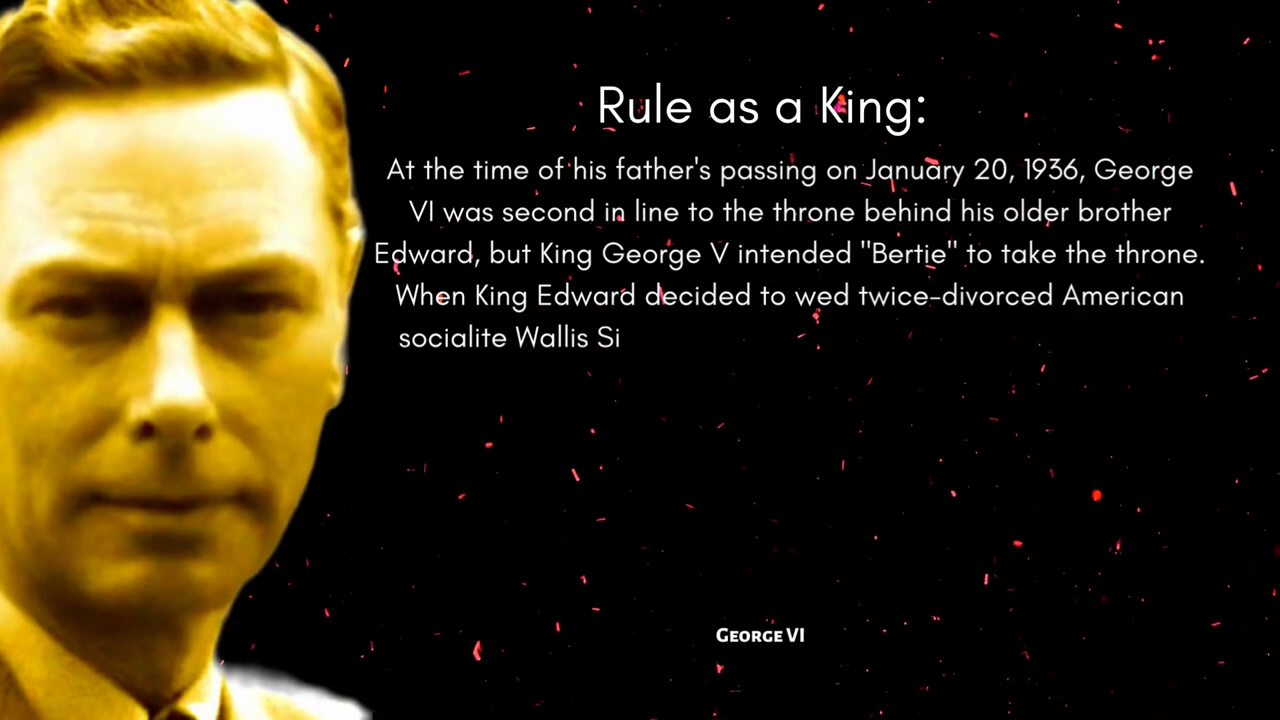 Rule as a King:
At the time of his father's passing on January 20, 1936, George
VI was second in line to the throne behind his older brother
Edward, but King George V intended "Bertie" to take the throne.
When King Edward decided to wed twice-divorced American
socialite Wallis Si
George VI